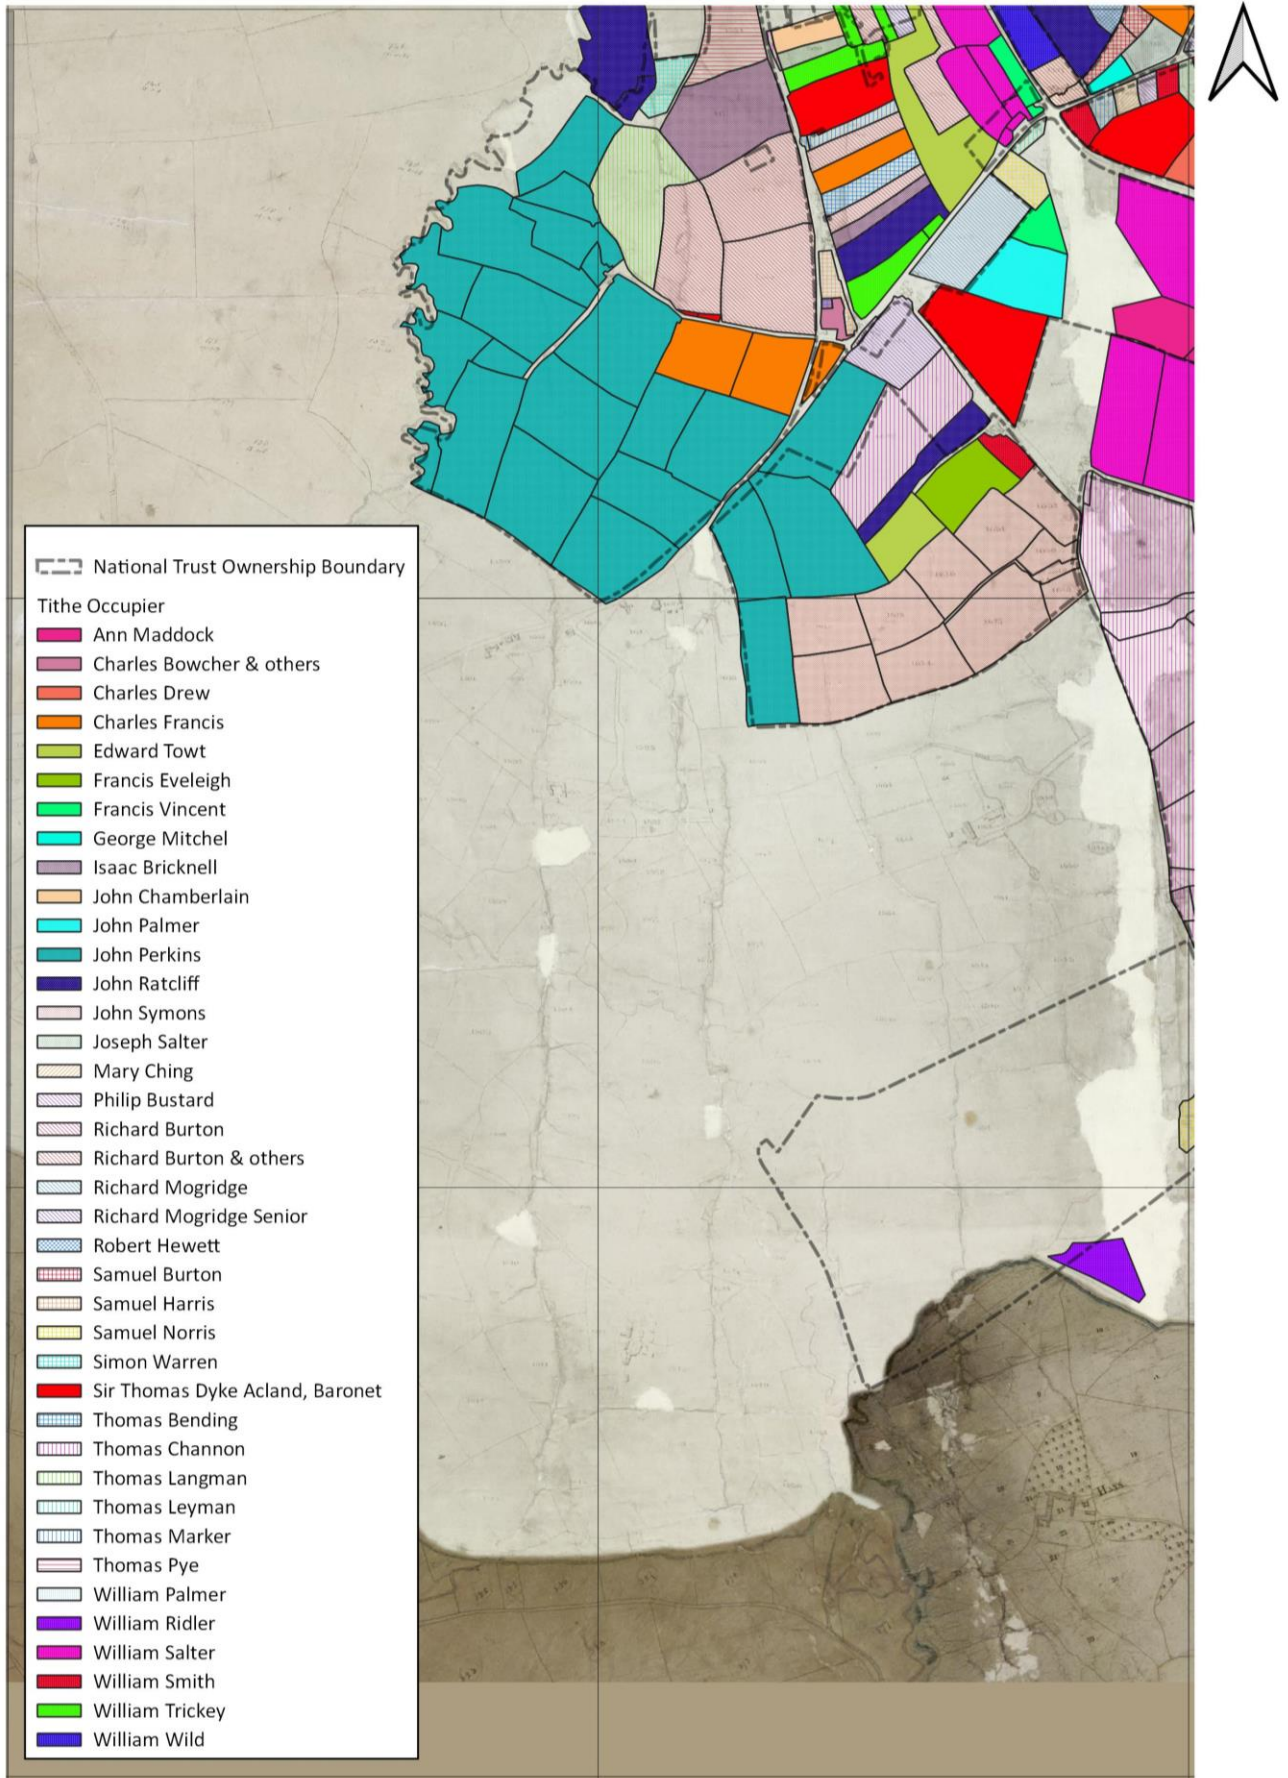 National Trust Ownership Boundary
Tithe Occupier
Ann Maddock
Charles Bowcher & others
Charles Drew
Charles Francis
Edward Towt
Francis Eveleigh
Francis Vincent
George Mitchel
Isaac Bricknell
John Chamberlain
John Palmer
John Perkins
John Ratcliff
John Symons
Joseph Salter
Mary Ching
Philip Bustard
Richard Burton
Richard Burton & others
Richard Mogridge
Richard Mogridge Senior
Robert Hewett
Samuel Burton
Samuel Harris
Samuel Norris
Simon Warren
Sir Thomas Dyke Acland, Baronet
Thomas Bending
Thomas Channon
Thomas Langman
Thomas Leyman
Thomas Marker
Thomas Pye
William Palmer
William Ridler
William Salter
William Smith
William Trickey
William Wild